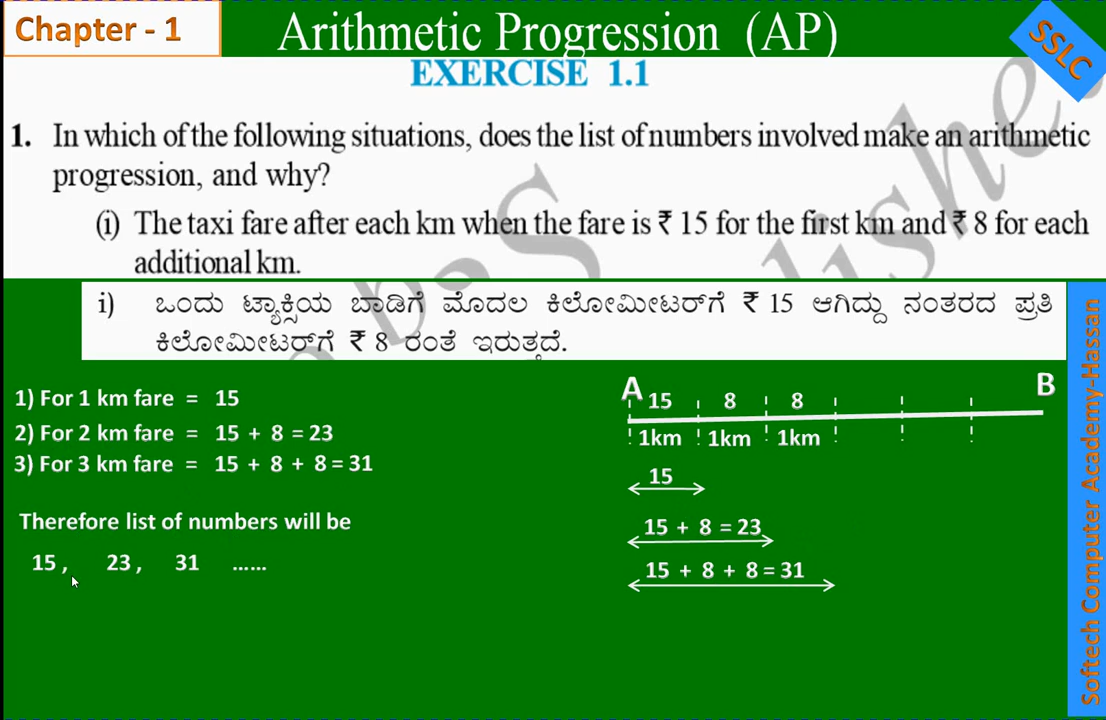 Chapter - 1
Arithmetic Progression (AP)
SSLC
EXERCISE 1.1
1. In which of the following situations, does the list of numbers involved make an arithmetic
progression, and why?
(i) The taxi fare after each km when the fare is ₹ 15 for the first km and ₹ 8 for each
additional km.
i) ಒಂದು ಟ್ಯಾಕ್ಸಿಯ ಬಾಡಿಗೆ ಮೊದಲ ಕಿಲೋಮೀಟರ್‌ಗೆ ₹ 15 ಆಗಿದ್ದು ನಂತರದ ಪ್ರತಿ
ಕಿಲೋಮೀಟರ್‌ಗೆ ₹ 8 ರಂತೆ ಇರುತ್ತದೆ.
1) For 1 km fare = 15
2) For 2 km fare = 15 + 8 = 23
3) For 3 km fare = 15 + 8 + 8 = 31
Therefore list of numbers will be
15 , 23 , 31 ......
A 15 8 8 B
1km 1km 1km
15
15 + 8 = 23
15 + 8 + 8 = 31
Softech Computer Academy-Hassan